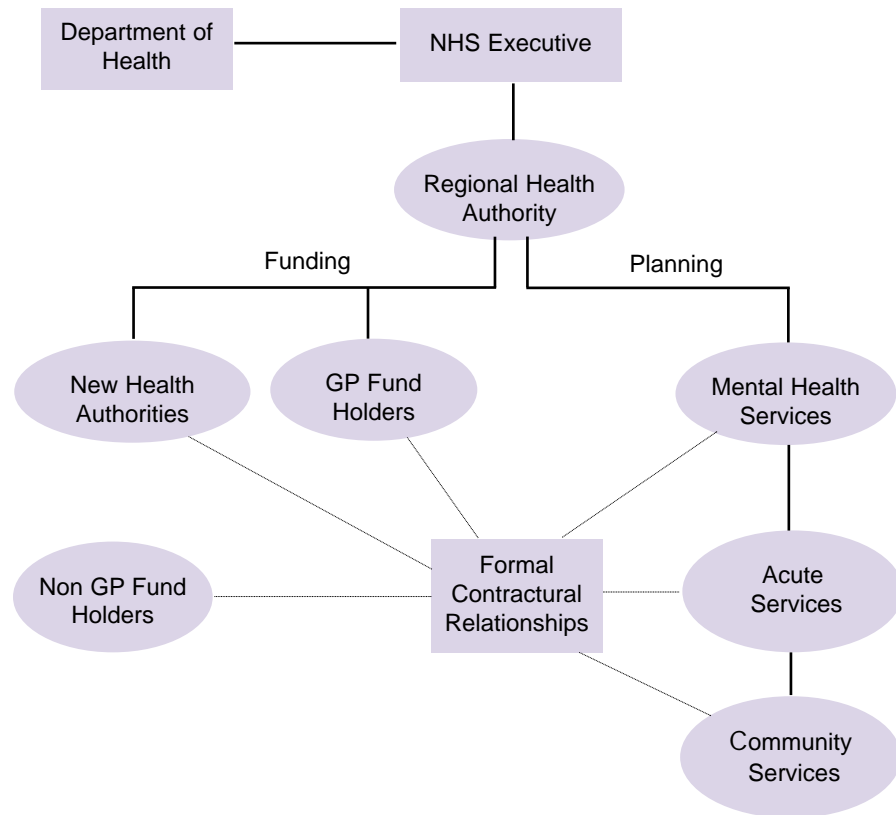 Department of
Health
NHS Executive
Regional Health
Authority
Funding
Planning
New Health
Authorities
GP Fund
Holders
Mental Health
Services
Non GP Fund
Holders
Formal
Contractural
Relationships
Acute
Services
Community
Services